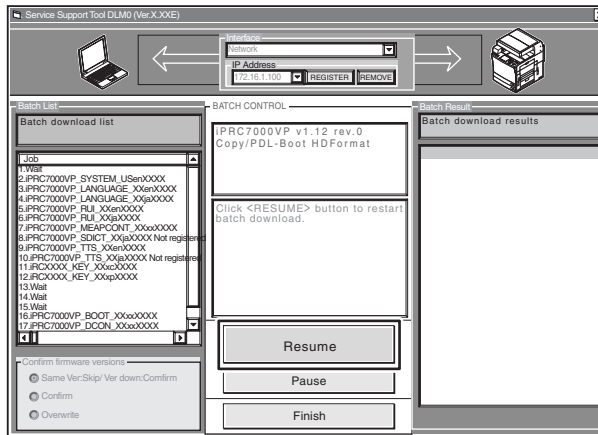 Service Support Tool DLM0 (Ver.X.XXE)
Interface
Network
IP Address
172.16.1.100
REGISTER
REMOVE
Batch List
Batch download list
Job
1.Wait
2.iPRC7000VP_SYSTEM_USenXXXX
3.iPRC7000VP_LANGUAGE_XXenXXXX
4.iPRC7000VP_LANGUAGE_XXjaXXXX
5.iPRC7000VP_RUI_XXenXXXX
6.iPRC7000VP_RUI_XXjaXXXX
7.iPRC7000VP_MEAPCONT_XXxxXXXX
8.iPRC7000VP_SDICT_XXjaXXXX Not registered
9.iPRC7000VP_TTS_XXenXXXX
10.iPRC7000VP_TTS_XXjaXXXX Not registered
11.iRCXXXX_KEY_XXxcXXXX
12.iRCXXXX_KEY_XXxpXXXX
13.Wait
14.Wait
15.Wait
16.iPRC7000VP_BOOT_XXxxXXXX
17.iPRC7000VP_DCON_XXxxXXXX
Confirm firmware versions
Same Ver:Skip/ Ver down:Comfirm
Confirm
Overwrite
BATCH CONTROL
iPRC7000VP v1.12 rev.0
Copy/PDL-Boot HDFormat
Click <RESUME> button to restart
batch download.
Resume
Pause
Finish
Batch Result
Batch download results